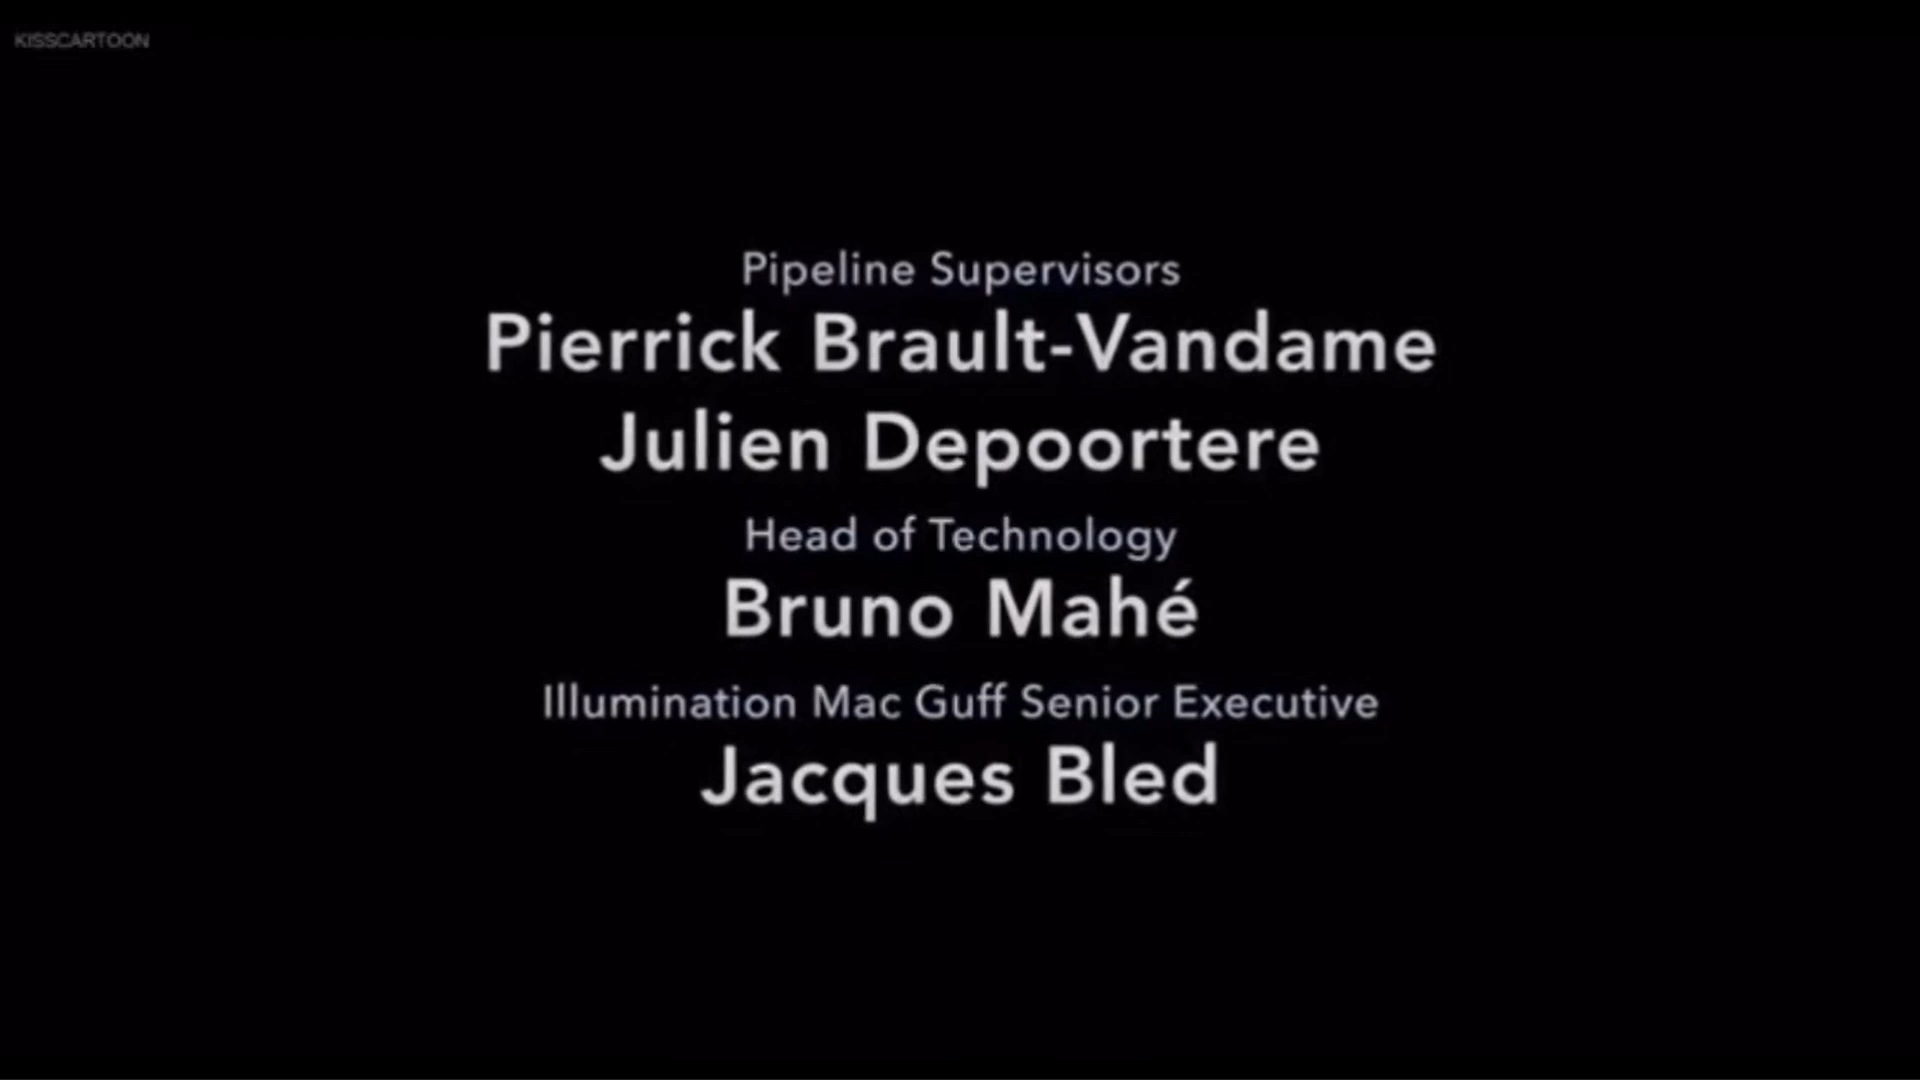 KISSCARTOON
Pipeline Supervisors
Pierrick Brault-Vandame
Julien Depoortere
Head of Technology
Bruno Mahé
Illumination Mac Guff Senior Executive
Jacques Bled